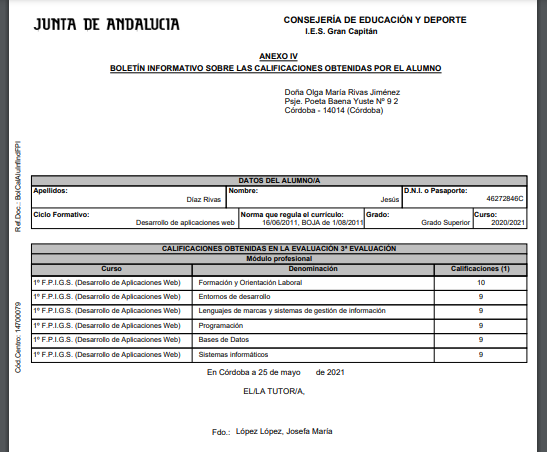 JUNTA DE ANDALUCIA
CONSEJERÍA DE EDUCACIÓN Y DEPORTE
I.E.S. Gran Capitán
ANEXO IV
BOLETÍN INFORMATIVO SOBRE LAS CALIFICACIONES OBTENIDAS POR EL ALUMNO
Doña Olga María Rivas Jiménez
Psje. Poeta Baena Yuste Nº 9 2
Córdoba - 14014 (Córdoba)
Ref.Doc.: BolCalAluIntIndFPI
Cód.Centro: 14700079
DATOS DEL ALUMNO/A
Apellidos: Díaz Rivas Nombre: Jesús D.N.I. o Pasaporte: 46272846C
Ciclo Formativo: Desarrollo de aplicaciones web Norma que regula el currículo: 16/06/2011, BOJA de 1/08/2011 Grado: Grado Superior Curso: 2020/2021
CALIFICACIONES OBTENIDAS EN LA EVALUACIÓN 3ª EVALUACIÓN
Módulo profesional
Curso Denominación Calificaciones (1)
1º F.P.I.G.S. (Desarrollo de Aplicaciones Web) Formación y Orientación Laboral 10
1º F.P.I.G.S. (Desarrollo de Aplicaciones Web) Entornos de desarrollo 9
1º F.P.I.G.S. (Desarrollo de Aplicaciones Web) Lenguajes de marcas y sistemas de gestión de información 9
1º F.P.I.G.S. (Desarrollo de Aplicaciones Web) Programación 9
1º F.P.I.G.S. (Desarrollo de Aplicaciones Web) Bases de Datos 9
1º F.P.I.G.S. (Desarrollo de Aplicaciones Web) Sistemas informáticos 9
En Córdoba a 25 de mayo de 2021
EL/LA TUTOR/A,
Fdo.: López López, Josefa María